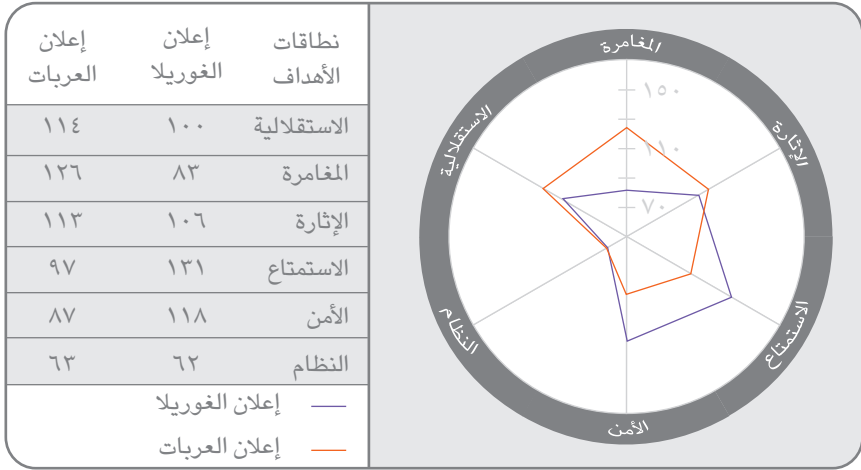 نطاقات الأهداف إعلان الغوريلا إعلان العربات
الاستقلالية ١٠٠ ١١٤
المغامرة ٨٣ ١٢٦
الإثارة ١٠٦ ١١٣
الاستمتاع ١٣١ ٩٧
الأمن ١١٨ ٨٧
النظام ٦٢ ٦٣
إعلان الغوريلا
إعلان العربات
المغامرة
الإثارة
الاستمتاع
الأمن
النظام
الاستقلالية
١٥٠
١١٠
٧٠